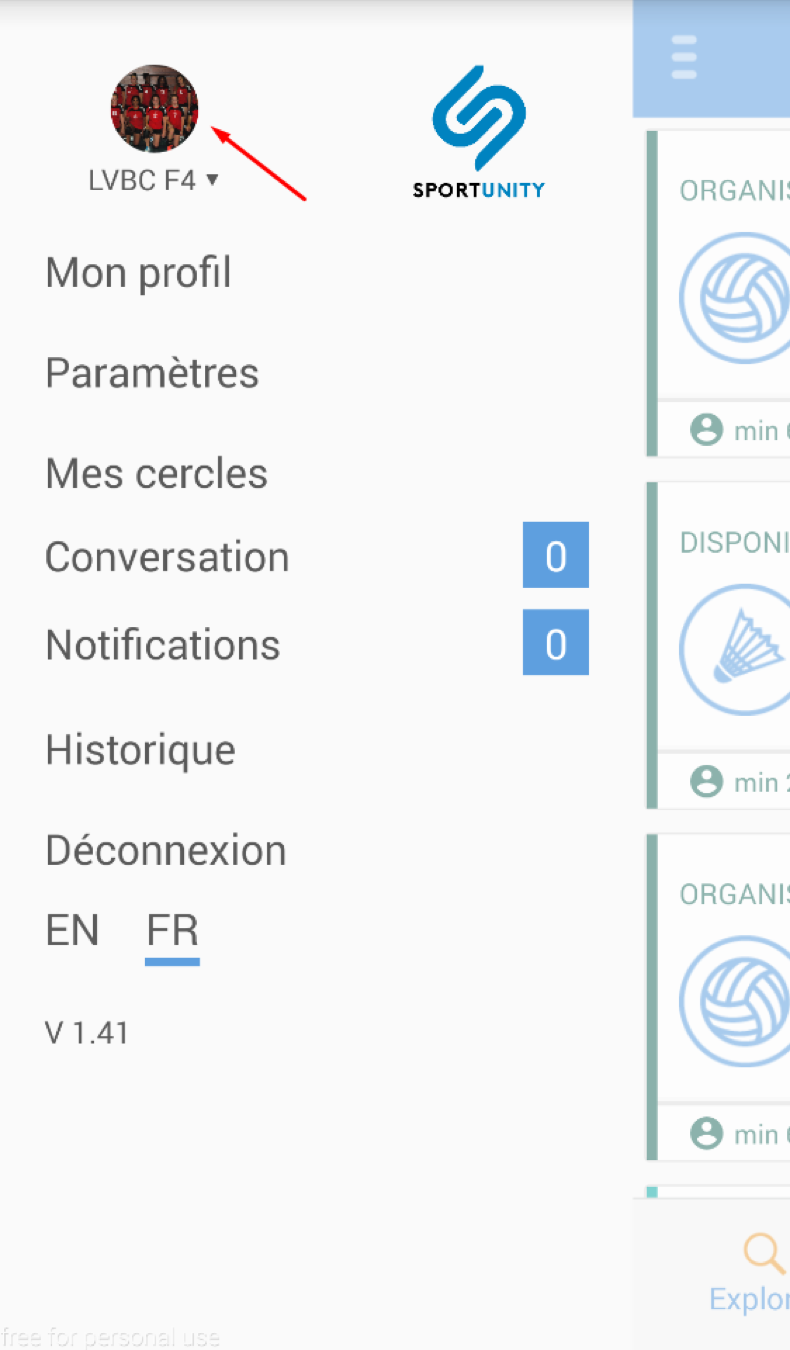 LVBC F4
SPORTUNITY
Mon profil
Paramètres
Mes cercles
Conversation
0
Notifications
0
Historique
Déconnexion
EN FR
V 1.41
ORGANIS
min
DISPONI
min 2
ORGANIS
min
Explor
free for personal use